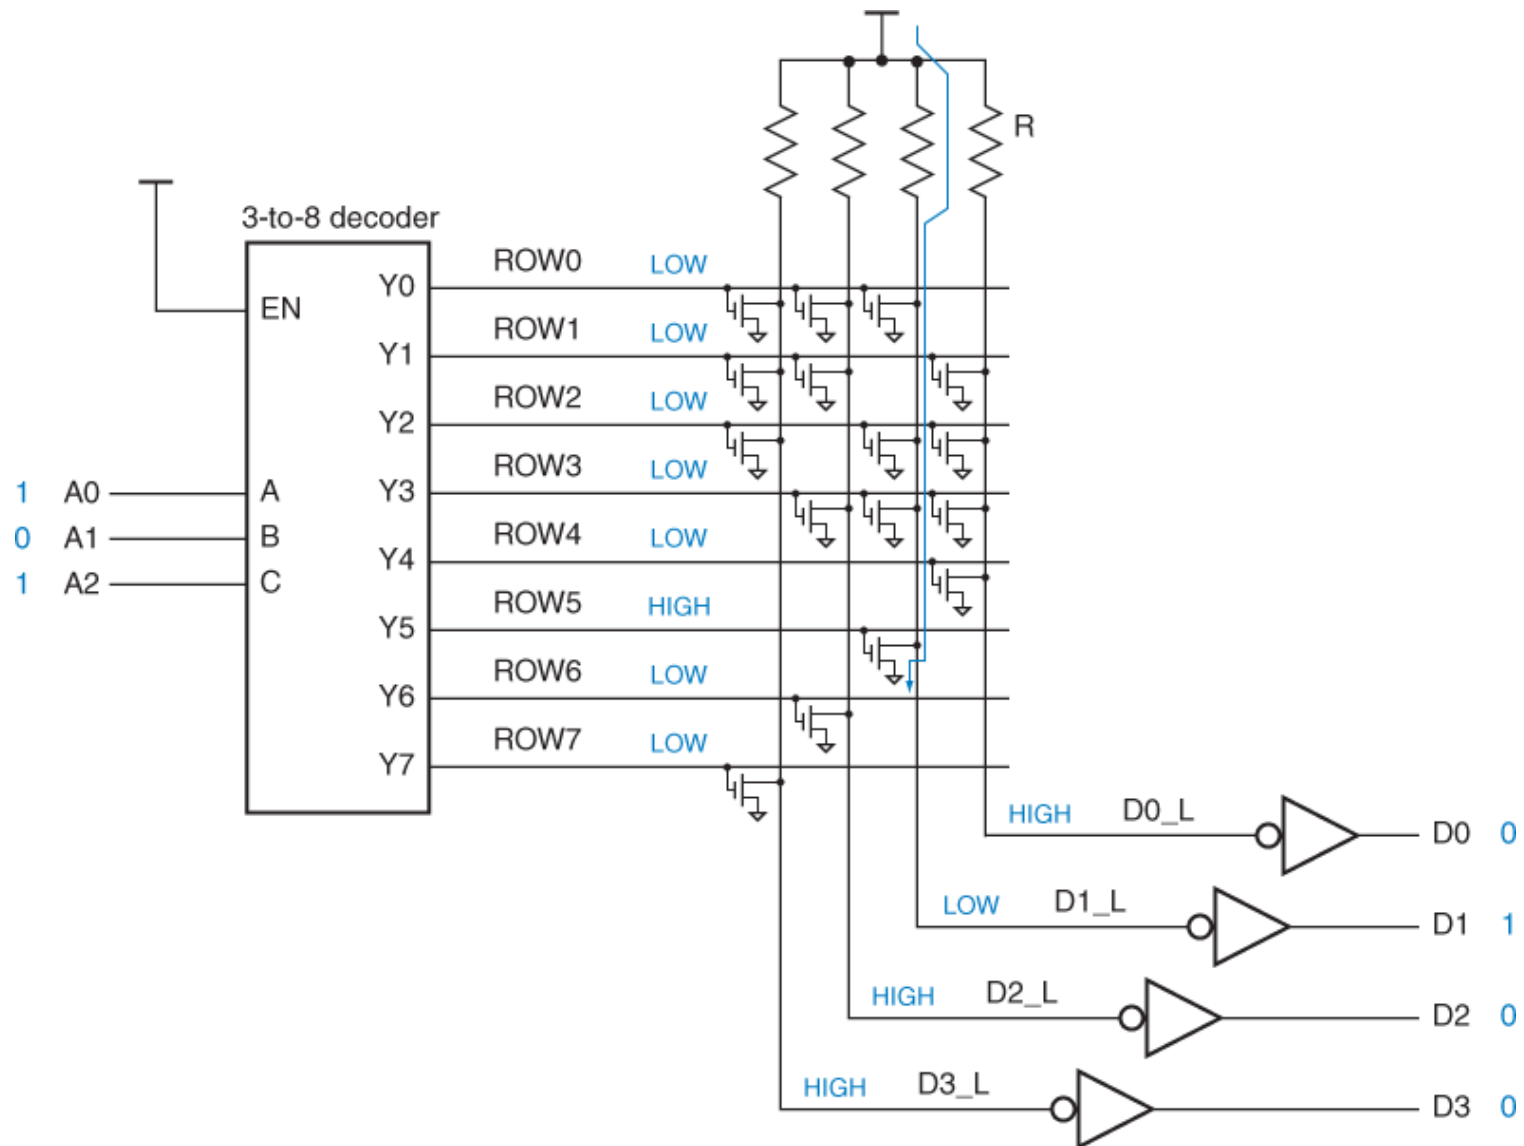 R
3-to-8 decoder
ROW0 LOW
Y0
EN
ROW1 LOW
Y1
ROW2 LOW
Y2
ROW3 LOW
1 A0 A Y3
0 A1 B ROW4 LOW
Y4
1 A2 C
ROW5 HIGH
Y5
ROW6 LOW
Y6
ROW7 LOW
Y7
HIGH D0_L D0 0
LOW D1_L D1 1
HIGH D2_L D2 0
HIGH D3_L D3 0